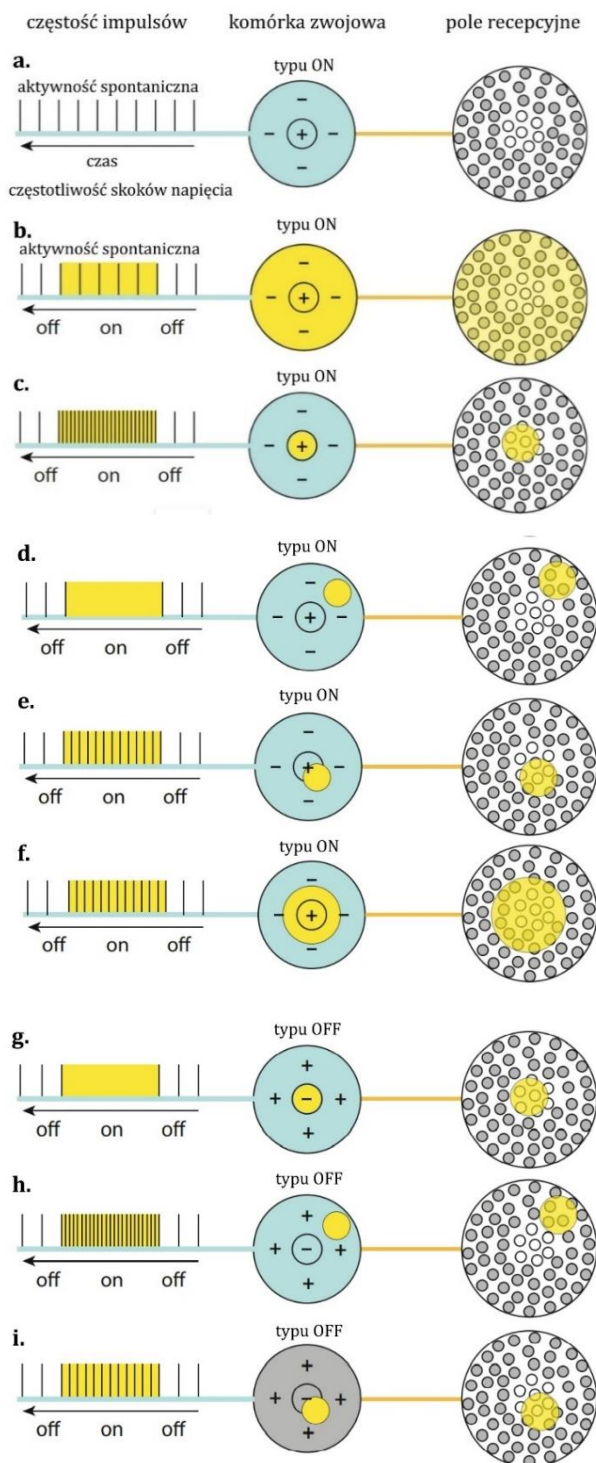 częstość impulsów komórka zwojowa pole recepcyjne
a.
typu ON
aktywność spontaniczna
- - + - -
czas
częstotliwość skoków napięcia
b.
typu ON
aktywność spontaniczna
- - + - -
off on off
c.
typu ON
- - + - -
off on off
d.
typu ON
- - + - -
off on off
e.
typu ON
- - + - -
off on off
f.
typu ON
- - + - -
off on off
g.
typu OFF
+ + - + +
off on off
h.
typu OFF
+ + - + +
off on off
i.
typu OFF
+ + - + +
off on off